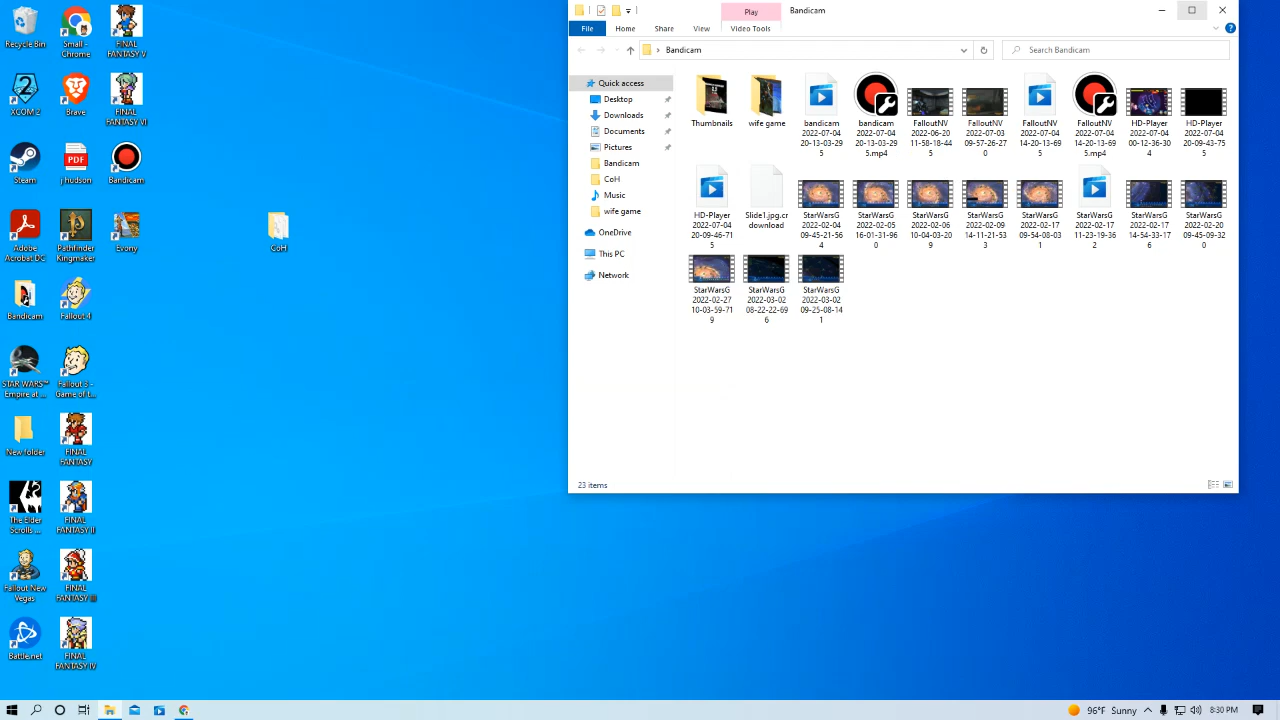 Recycle Bin
Small - Chrome
FINAL FANTASY V
XCOM 2
Brave
FINAL FANTASY VI
Steam
PDF
j hudson
Bandicam
Adobe Acrobat DC
Pathfinder Kingmaker
Evony
CoH
Bandicam
Fallout 4
STAR WARS™ Empire at ...
Fallout 3 - Game of t...
New folder
FINAL FANTASY
The Elder Scrolls ...
FINAL FANTASY II
Fallout New Vegas
FINAL FANTASY III
Battle.net
FINAL FANTASY IV
Play
Bandicam
File
Home
Share
View
Video Tools
Bandicam
Search Bandicam
Quick access
Desktop
Downloads
Documents
Pictures
Bandicam
CoH
Music
wife game
OneDrive
This PC
Network
Thumbnails
wife game
bandicam 2022-07-04 20-13-03-295
bandicam 2022-07-04 20-13-03-295.mp4
FalloutNV 2022-06-20 11-58-18-445
FalloutNV 2022-07-03 09-57-26-270
FalloutNV 2022-07-04 14-20-13-695
FalloutNV 2022-07-04 14-20-13-695.mp4
HD-Player 2022-07-04 00-12-36-304
HD-Player 2022-07-04 20-09-43-755
HD-Player 2022-07-04 20-09-46-715
Slide1.jpg.crdownload
StarWarsG 2022-02-04 09-45-21-564
StarWarsG 2022-02-05 16-01-31-960
StarWarsG 2022-02-06 10-04-03-209
StarWarsG 2022-02-09 14-11-21-533
StarWarsG 2022-02-17 09-54-08-031
StarWarsG 2022-02-17 11-23-19-362
StarWarsG 2022-02-17 14-54-33-176
StarWarsG 2022-02-20 09-45-09-320
StarWarsG 2022-02-27 10-03-59-719
StarWarsG 2022-03-02 08-22-22-696
StarWarsG 2022-03-02 09-25-08-141
23 items
96°F Sunny
8:30 PM